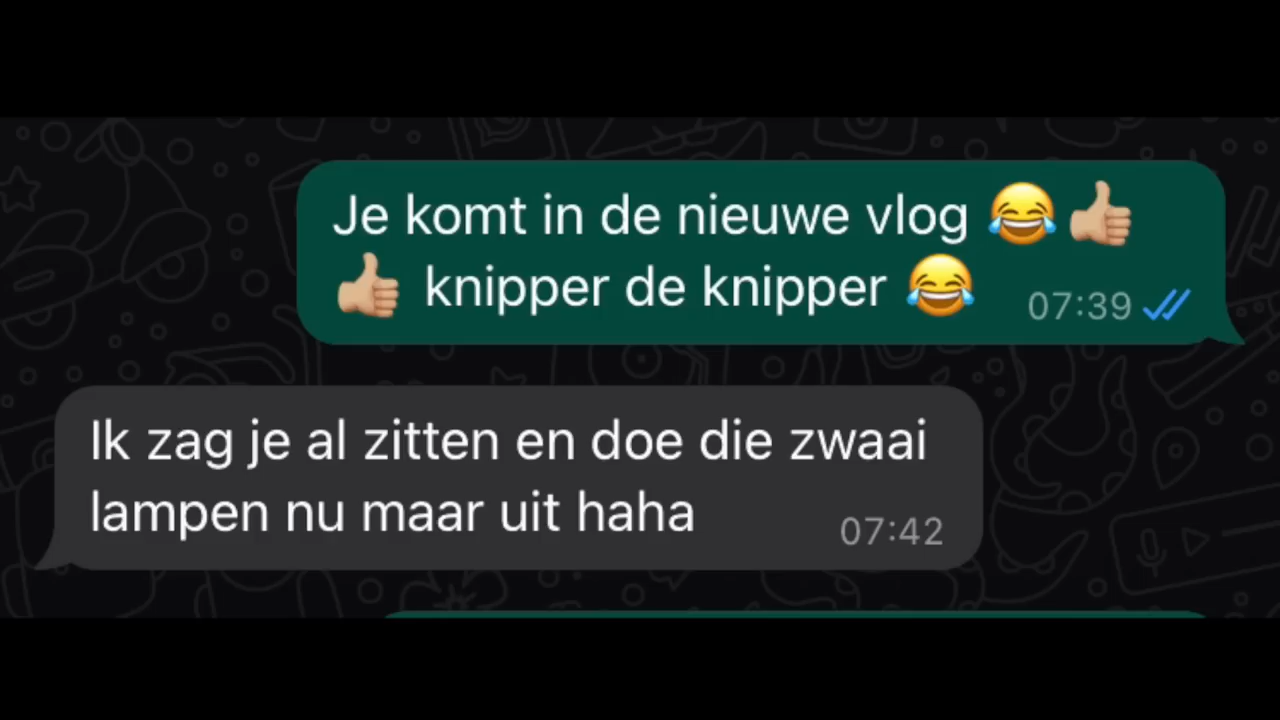 Je komt in de nieuwe vlog 😂👍🏼
👍🏼 knipper de knipper 😂 07:39
Ik zag je al zitten en doe die zwaai
lampen nu maar uit haha 07:42